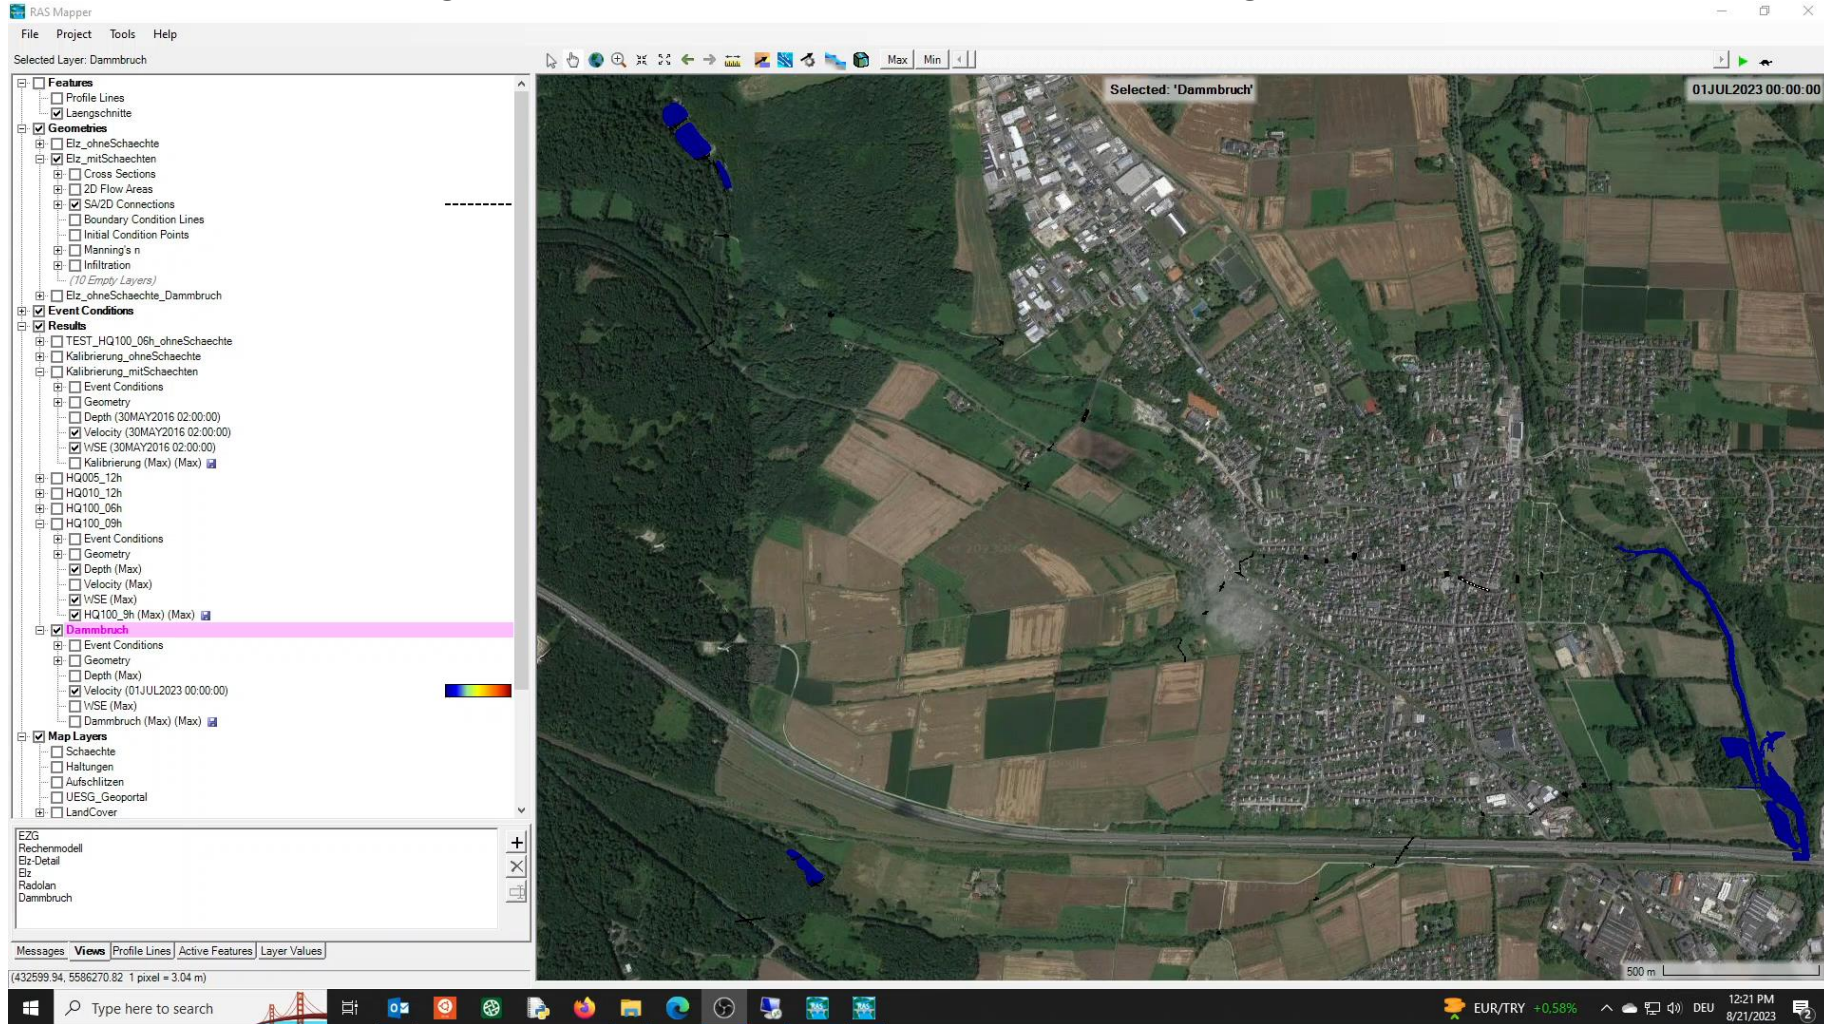 RAS Mapper
File Project Tools Help
Selected Layer: Dammbruch
Max Min
Features
Profile Lines
Laengschnitte
Geometries
Elz_ohneSchaechte
Elz_mitSchaechten
Cross Sections
2D Flow Areas
SA/2D Connections
Boundary Condition Lines
Initial Condition Points
Manning's n
Infiltration
(10 Empty Layers)
Elz_ohneSchaechte_Dammbruch
Event Conditions
Results
TEST_HQ100_06h_ohneSchaechte
Kalibrierung_ohneSchaechte
Kalibrierung_mitSchaechten
Event Conditions
Geometry
Depth (30MAY2016 02:00:00)
Velocity (30MAY2016 02:00:00)
WSE (30MAY2016 02:00:00)
Kalibrierung (Max) (Max)
HQ005_12h
HQ010_12h
HQ100_06h
HQ100_09h
Event Conditions
Geometry
Depth (Max)
Velocity (Max)
WSE (Max)
HQ100_9h (Max) (Max)
Dammbruch
Event Conditions
Geometry
Depth (Max)
Velocity (01JUL2023 00:00:00)
WSE (Max)
Dammbruch (Max) (Max)
Map Layers
Schaechte
Haltungen
Aufschlitzen
UESG_Geoportal
LandCover
EZG
Rechenmodell
Elz-Detail
Elz
Radolan
Dammbruch
Messages Views Profile Lines Active Features Layer Values
(432599.94, 5586270.82 1 pixel = 3.04 m)
Selected: 'Dammbruch'
01JUL2023 00:00:00
500 m
Type here to search
EUR/TRY +0,58%
DEU
12:21 PM
8/21/2023
2